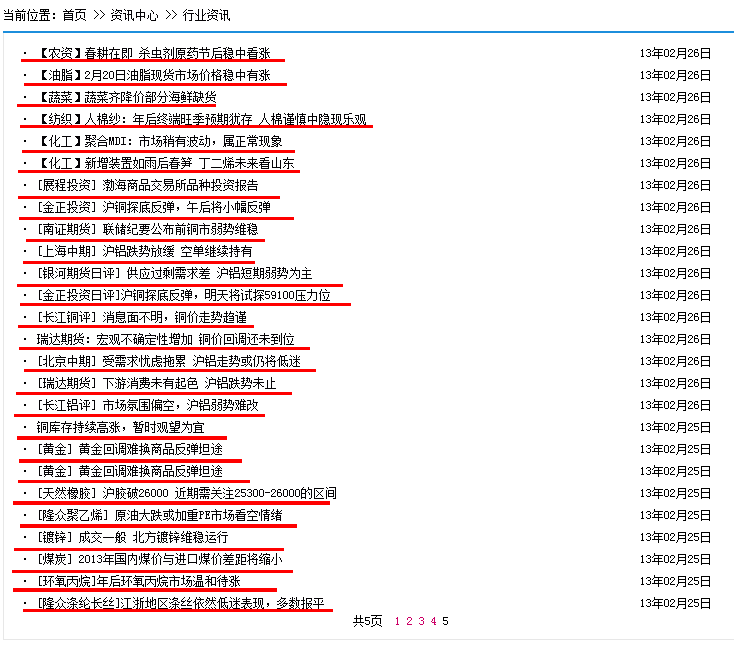 当前位置: 首页 >> 资讯中心 >> 行业资讯
· 【农资】春耕在即 杀虫剂原药节后稳中看涨 13年02月26日
· 【油脂】2月20日油脂现货市场价格稳中有涨 13年02月26日
· 【蔬菜】蔬菜齐降价部分海鲜缺货 13年02月26日
· 【纺织】人棉纱: 年后终端旺季预期犹存 人棉谨慎中隐现乐观 13年02月26日
· 【化工】聚合MDI: 市场稍有波动，属正常现象 13年02月26日
· 【化工】新增装置如雨后春笋 丁二烯未来看山东 13年02月26日
· [展程投资] 渤海商品交易所品种投资报告 13年02月26日
· [金正投资] 沪铜探底反弹，午后将小幅反弹 13年02月26日
· [南证期货] 联储纪要公布前铜市弱势维稳 13年02月26日
· [上海中期] 沪铝跌势放缓 空单继续持有 13年02月26日
· [银河期货日评] 供应过剩需求差 沪铝短期弱势为主 13年02月26日
· [金正投资日评]沪铜探底反弹，明天将试探59100压力位 13年02月26日
· [长江铜评] 消息面不明，铜价走势趋谨 13年02月26日
· 瑞达期货: 宏观不确定性增加 铜价回调还未到位 13年02月26日
· [北京中期] 受需求忧虑拖累 沪铝走势或仍将低迷 13年02月26日
· [瑞达期货] 下游消费未有起色 沪铝跌势未止 13年02月26日
· [长江铝评] 市场氛围偏空，沪铝弱势难改 13年02月26日
· 铜库存持续高涨，暂时观望为宜 13年02月25日
· [黄金] 黄金回调难换商品反弹坦途 13年02月25日
· [黄金] 黄金回调难换商品反弹坦途 13年02月25日
· [天然橡胶] 沪胶破26000 近期需关注25300-26000的区间 13年02月25日
· [隆众聚乙烯] 原油大跌或加重PE市场看空情绪 13年02月25日
· [镀锌] 成交一般 北方镀锌维稳运行 13年02月25日
· [煤炭] 2013年国内煤价与进口煤价差距将缩小 13年02月25日
· [环氧丙烷]年后环氧丙烷市场温和待涨 13年02月25日
· [隆众涤纶长丝]江浙地区涤丝依然低迷表现，多数报平 13年02月25日
共5页 1 2 3 4 5